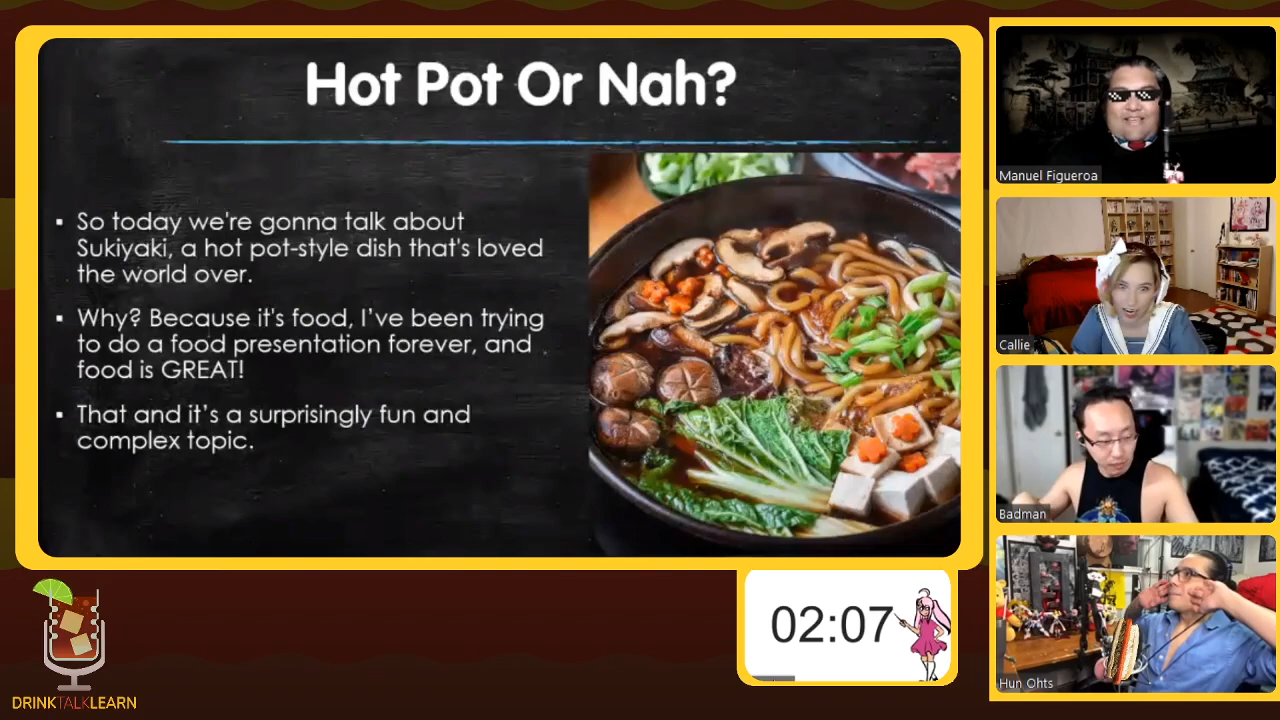 Hot Pot Or Nah?
▪ So today we're gonna talk about
Sukiyaki, a hot pot-style dish that's loved
the world over.
▪ Why? Because it's food, I’ve been trying
to do a food presentation forever, and
food is GREAT!
▪ That and it’s a surprisingly fun and
complex topic.
Manuel Figueroa
Callie
Badman
Hun Ohts
02:07
DRINKTALKLEARN